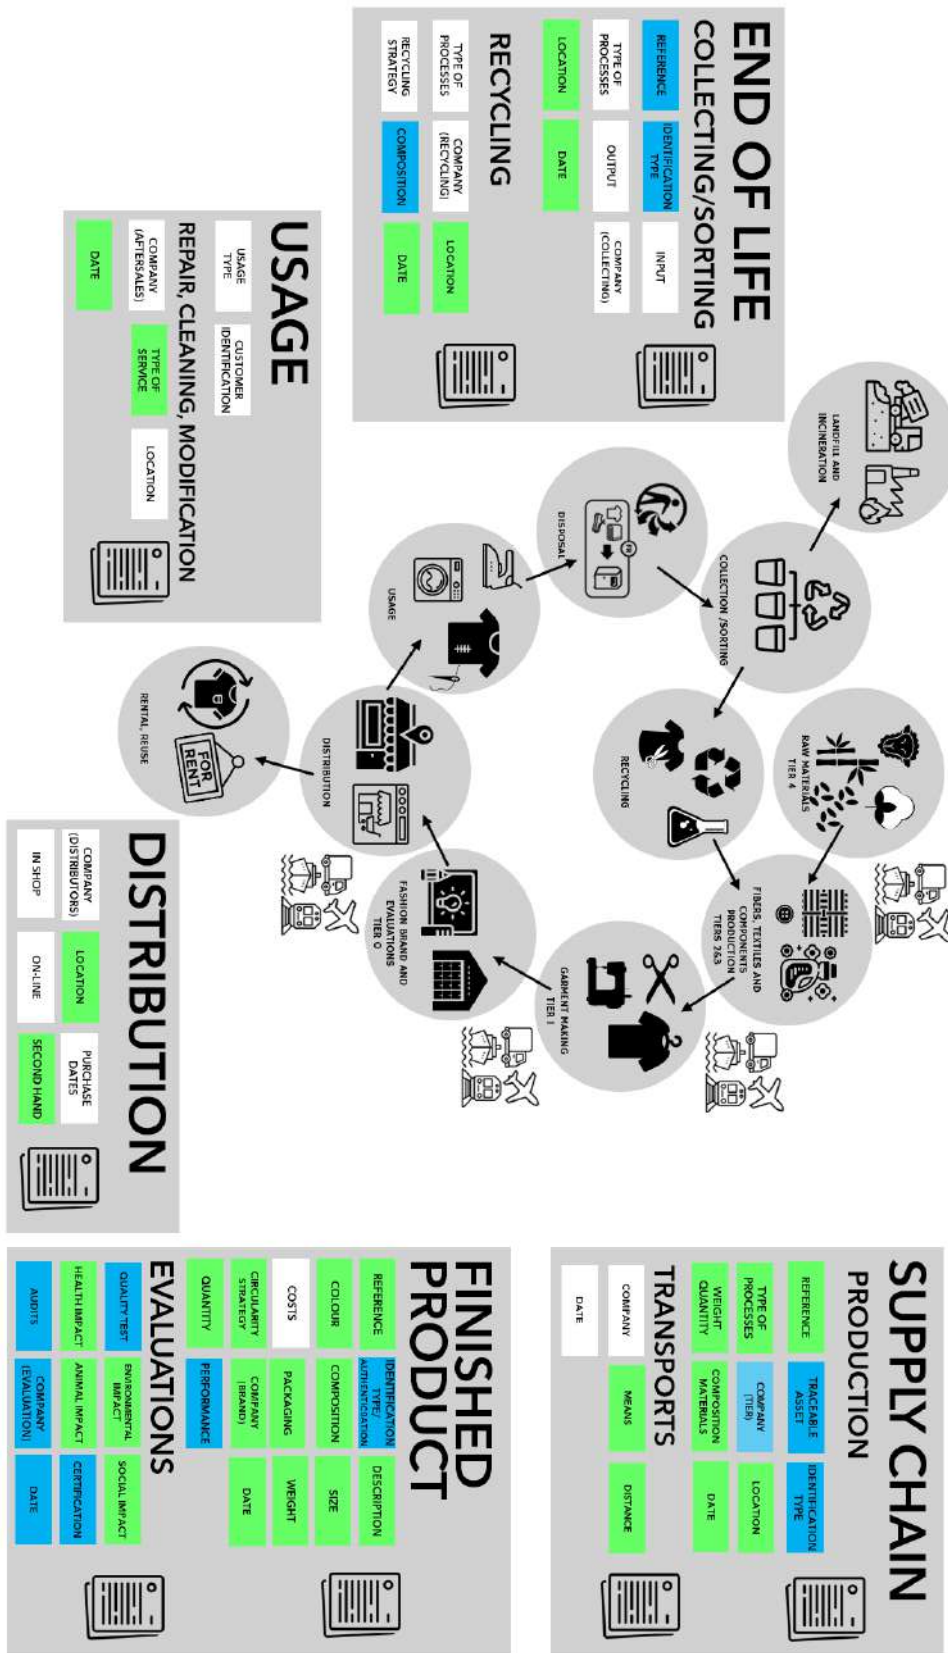 SUPPLY CHAIN
PRODUCTION
REFERENCE
TRACEABLE
ASSET
IDENTIFICATION
TYPE
TYPE OF
PROCESSES
COMPANY
(TIER)
LOCATION
WEIGHT
QUANTITY
COMPOSITION
MATERIALS
DATE
TRANSPORTS
COMPANY
MEANS
DISTANCE
DATE
FINISHED
PRODUCT
REFERENCE
IDENTIFICATION
TYPE/
AUTHENTICATION
DESCRIPTION
COLOUR
COMPOSITION
SIZE
COSTS
PACKAGING
WEIGHT
CIRCULARITY
STRATEGY
COMPANY
(BRAND)
DATE
QUANTITY
PERFORMANCE
EVALUATIONS
QUALITY TEST
ENVIRONMENTAL
IMPACT
SOCIAL IMPACT
HEALTH IMPACT
ANIMAL IMPACT
CERTIFICATION
AUDITS
COMPANY
(EVALUATION)
DATE
END OF LIFE
COLLECTING/SORTING
REFERENCE
IDENTIFICATION
TYPE
INPUT
TYPE OF
PROCESSES
OUTPUT
COMPANY
(COLLECTING)
LOCATION
DATE
RECYCLING
TYPE OF
PROCESSES
COMPANY
(RECYCLING)
LOCATION
RECYCLING
STRATEGY
COMPOSITION
DATE
USAGE
USAGE
TYPE
CUSTOMER
IDENTIFICATION
REPAIR, CLEANING, MODIFICATION
COMPANY
(AFTERSALES)
TYPE OF
SERVICE
LOCATION
DATE
DISTRIBUTION
COMPANY
(DISTRIBUTORS)
LOCATION
PURCHASE
DATES
IN SHOP
ON-LINE
SECOND HAND
LANDFILL AND
INCINERATION
COLLECTION /SORTING
RAW MATERIALS
TIER 4
DISPOSAL
RECYCLING
FIBERS, TEXTILES AND
COMPONENTS
PRODUCTION
TIERS 2&3
USAGE
GARMENT MAKING
TIER 1
DISTRIBUTION
FASHION BRAND AND
EVALUATIONS
TIER 0
FOR
RENT
RENTAL, REUSE